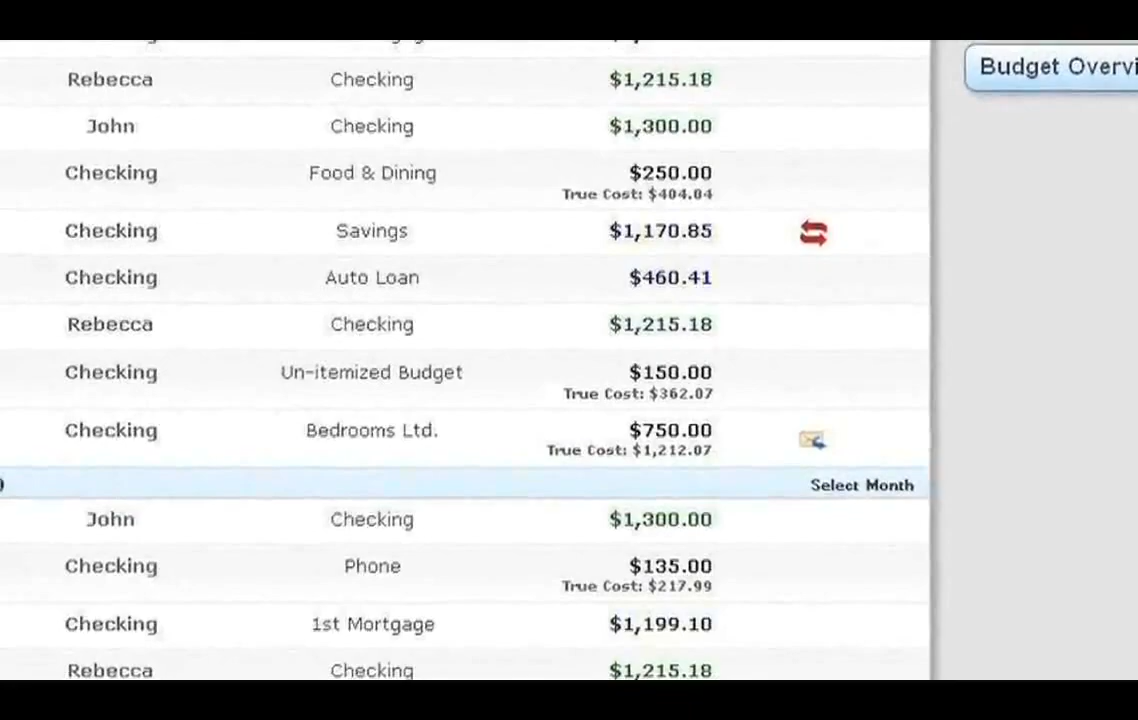 Budget Overvi
Rebecca Checking $1,215.18
John Checking $1,300.00
Checking Food & Dining $250.00
True Cost: $404.04
Checking Savings $1,170.85
Checking Auto Loan $460.41
Rebecca Checking $1,215.18
Checking Un-itemized Budget $150.00
True Cost: $362.07
Checking Bedrooms Ltd. $750.00
True Cost: $1,212.07
Select Month
John Checking $1,300.00
Checking Phone $135.00
True Cost: $217.99
Checking 1st Mortgage $1,199.10
Rebecca Checking $1,215.18